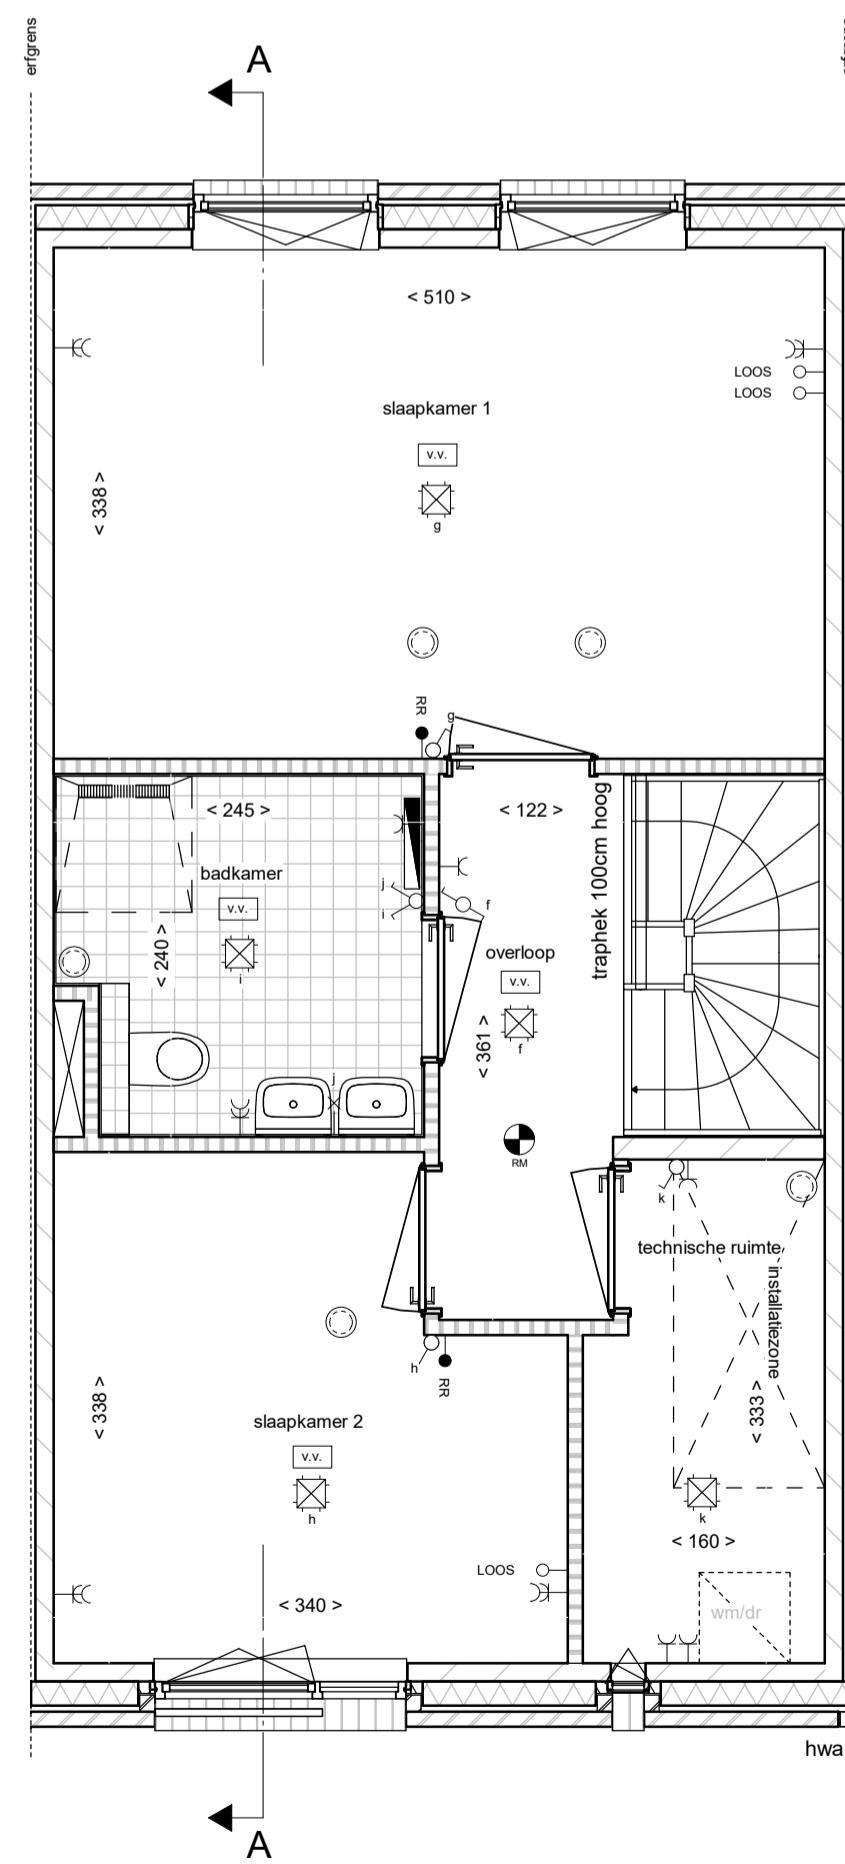 erfgrens
erfgrens
A
< 510 >
LOOS
LOOS
slaapkamer 1
v.v.
< 338 >
g
RR
g
< 245 >
< 122 >
traphek 100cm hoog
badkamer
j
i
f
v.v.
< 240 >
i
overloop
v.v.
< 361 >
f
j
RM
k
technische ruimte
installatiezone
h
RR
< 338 >
< 333 >
slaapkamer 2
v.v.
h
k
< 160 >
LOOS
< 340 >
wm/dr
hwa
A